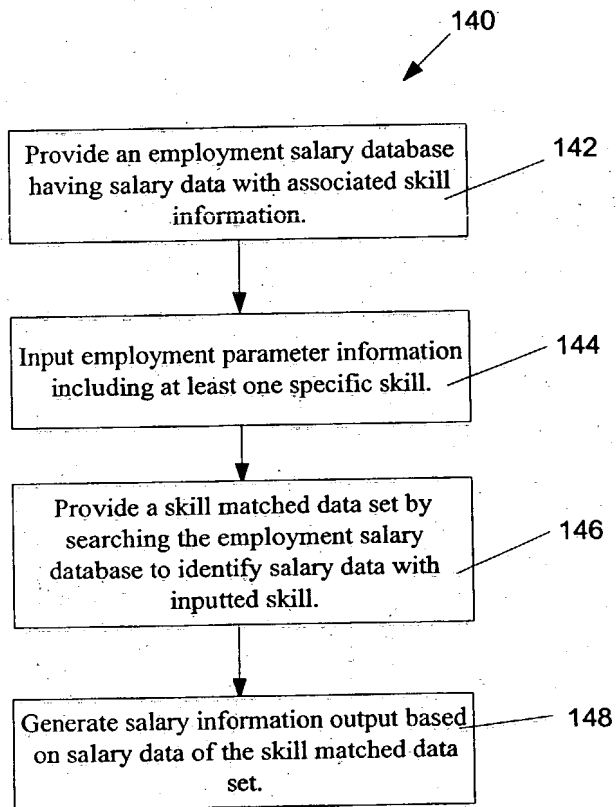 140
Provide an employment salary database
having salary data with associated skill
information.
142
Input employment parameter information
including at least one specific skill.
144
Provide a skill matched data set by
searching the employment salary
database to identify salary data with
inputted skill.
146
Generate salary information output based
on salary data of the skill matched data
set.
148